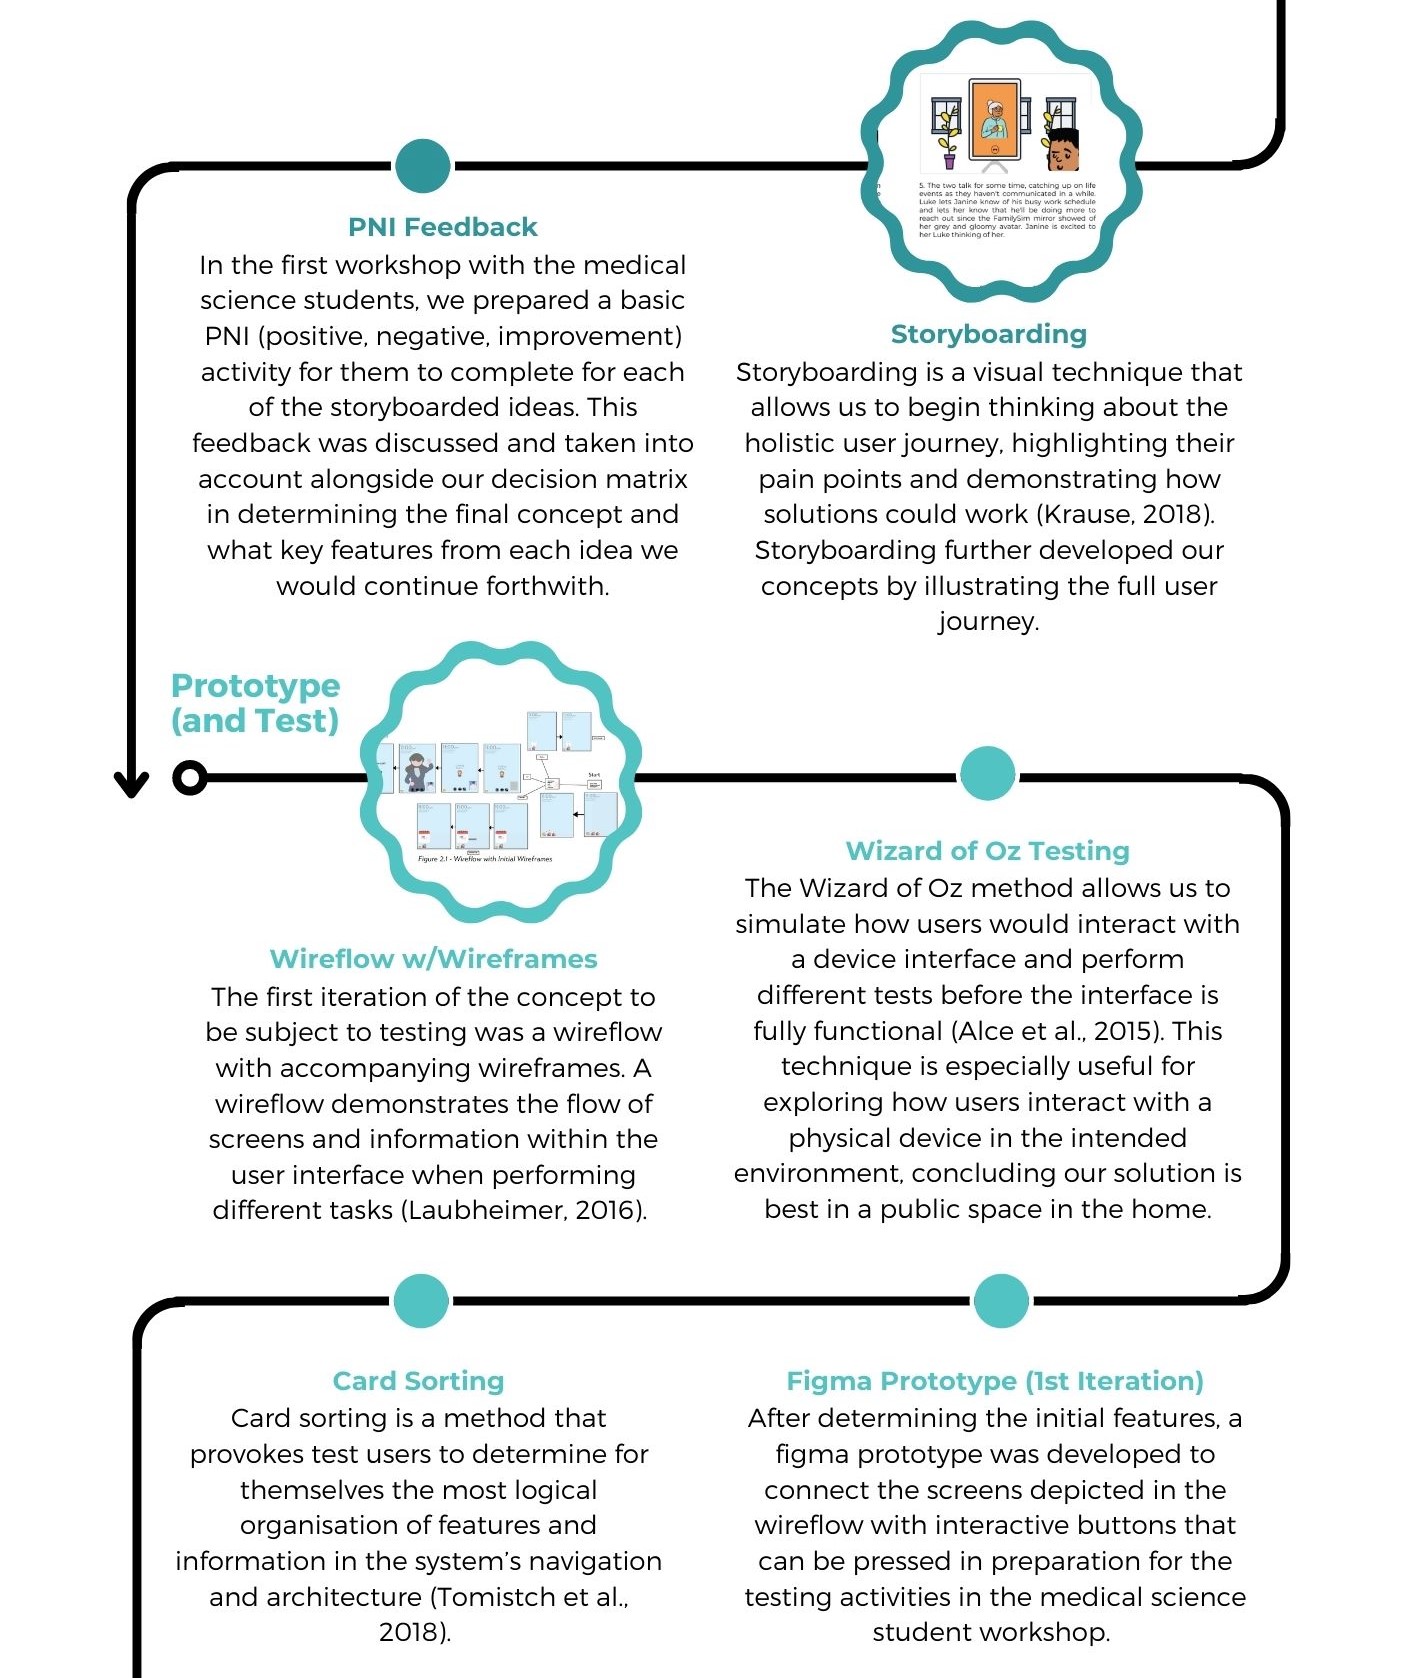 5. The two talk for some time, catching up on life
events as they haven't communicated in a while.
Luke lets Janine know of his busy work schedule
and lets her know that he'll be doing more to
reach out since the FamilySim mirror showed of
her grey and gloomy avatar. Janine is excited to
her Luke thinking of her.
Storyboarding
Storyboarding is a visual technique that
allows us to begin thinking about the
holistic user journey, highlighting their
pain points and demonstrating how
solutions could work (Krause, 2018).
Storyboarding further developed our
concepts by illustrating the full user
journey.
PNI Feedback
In the first workshop with the medical
science students, we prepared a basic
PNI (positive, negative, improvement)
activity for them to complete for each
of the storyboarded ideas. This
feedback was discussed and taken into
account alongside our decision matrix
in determining the final concept and
what key features from each idea we
would continue forthwith.
Prototype
(and Test)
Start
Figure 2.1 - Wireflow with Initial Wireframes
Wireflow w/Wireframes
The first iteration of the concept to
be subject to testing was a wireflow
with accompanying wireframes. A
wireflow demonstrates the flow of
screens and information within the
user interface when performing
different tasks (Laubheimer, 2016).
Wizard of Oz Testing
The Wizard of Oz method allows us to
simulate how users would interact with
a device interface and perform
different tests before the interface is
fully functional (Alce et al., 2015). This
technique is especially useful for
exploring how users interact with a
physical device in the intended
environment, concluding our solution is
best in a public space in the home.
Figma Prototype (1st Iteration)
After determining the initial features, a
figma prototype was developed to
connect the screens depicted in the
wireflow with interactive buttons that
can be pressed in preparation for the
testing activities in the medical science
student workshop.
Card Sorting
Card sorting is a method that
provokes test users to determine for
themselves the most logical
organisation of features and
information in the system's navigation
and architecture (Tomistch et al.,
2018).